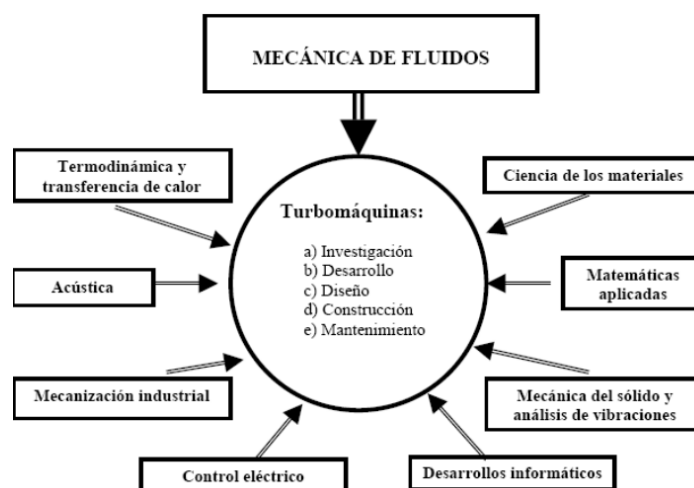 MECÁNICA DE FLUIDOS
Termodinámica y
transferencia de calor
Ciencia de los materiales
Turbomáquinas:
a) Investigación
b) Desarrollo
c) Diseño
d) Construcción
e) Mantenimiento
Acústica
Matemáticas
aplicadas
Mecanización industrial
Mecánica del sólido y
análisis de vibraciones
Control eléctrico
Desarrollos informáticos